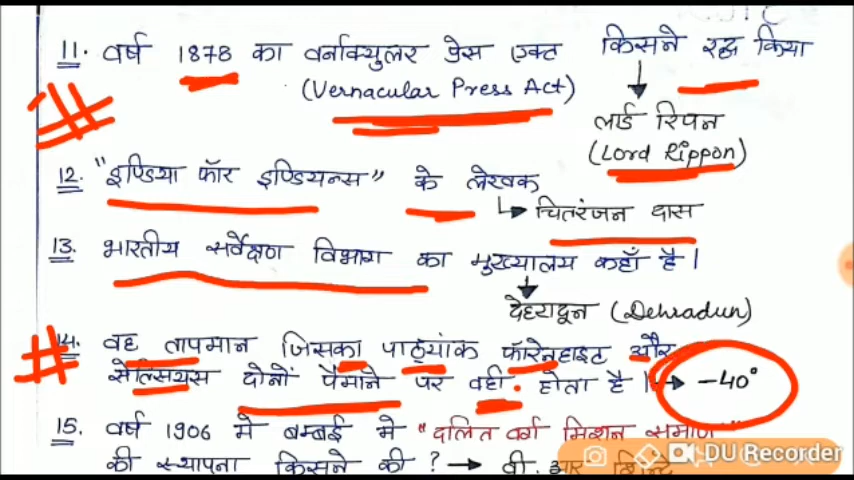 11. वर्ष 1878 का वर्नाक्युलर प्रेस एक्ट किसने रद्द किया
(Vernacular Press Act)
लार्ड रिपन
(Lord Rippon)
12. "इण्डिया फॉर इण्डियन्स" के लेखक
चितरंजन दास
13. भारतीय सर्वेक्षण विभाग का मुख्यालय कहाँ है।
देहरादून (Dehradun)
14. वह तापमान जिसका पाठ्यांक फॉरेनहाइट और
सेल्सियस दोनों पैमाने पर वही होता है। → -40°
15. वर्ष 1906 मे बम्बई मे "दलित वर्ग मिशन समाज"
की स्थापना किसने की ? → वी. आर
DU Recorder